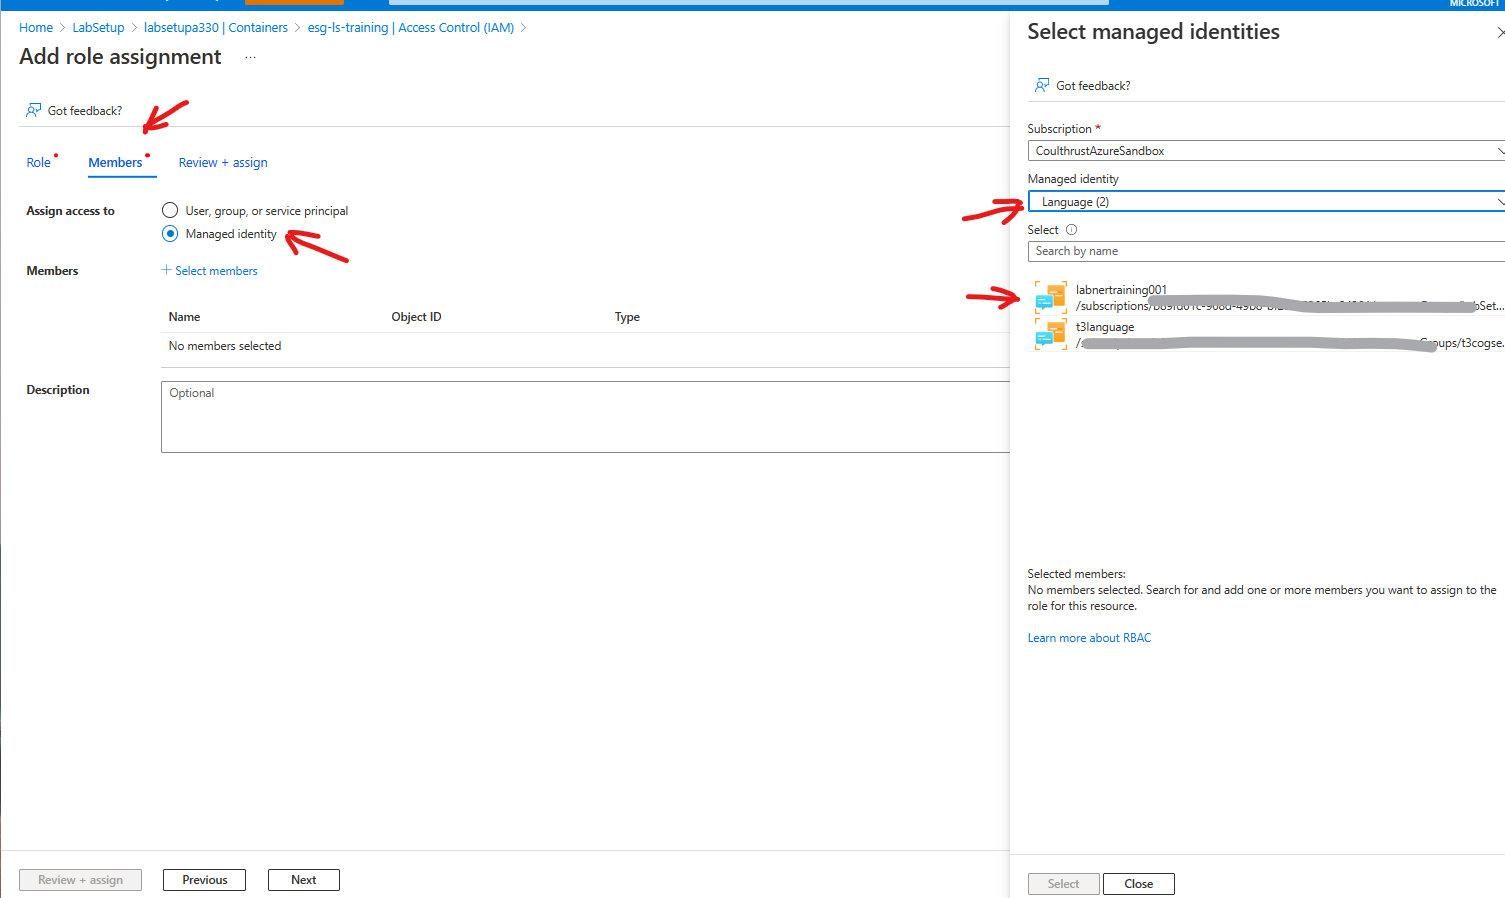 MICROSOFT
Home > LabSetup > labsetupa330 | Containers > esg-ls-training | Access Control (IAM) >
Add role assignment ...
Got feedback?
Role
Members
Review + assign
Assign access to
User, group, or service principal
Managed identity
Members
+ Select members
Name Object ID Type
No members selected
Description
Optional
Review + assign
Previous
Next
Select managed identities
Got feedback?
Subscription *
CoulthrustAzureSandbox
Managed identity
Language (2)
Select
Search by name
labnertraining001
/subscriptions/
t3language
/t3cogse...
Selected members:
No members selected. Search for and add one or more members you want to assign to the
role for this resource.
Learn more about RBAC
Select
Close